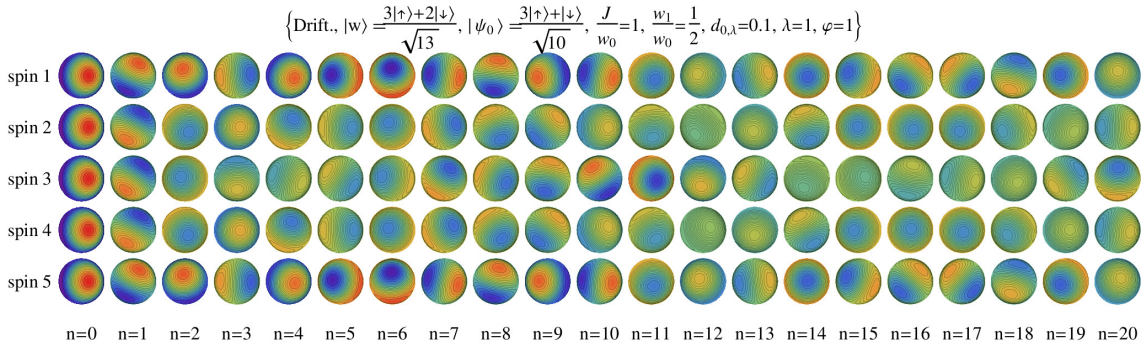 {Drift., |w⟩ = 3|↑⟩+2|↓⟩/√13, |ψ₀⟩ = 3|↑⟩+|↓⟩/√10, J/w₀=1, w₁/w₀=1/2, d₀,λ=0.1, λ=1, φ=1}
spin 1
spin 2
spin 3
spin 4
spin 5
n=0 n=1 n=2 n=3 n=4 n=5 n=6 n=7 n=8 n=9 n=10 n=11 n=12 n=13 n=14 n=15 n=16 n=17 n=18 n=19 n=20